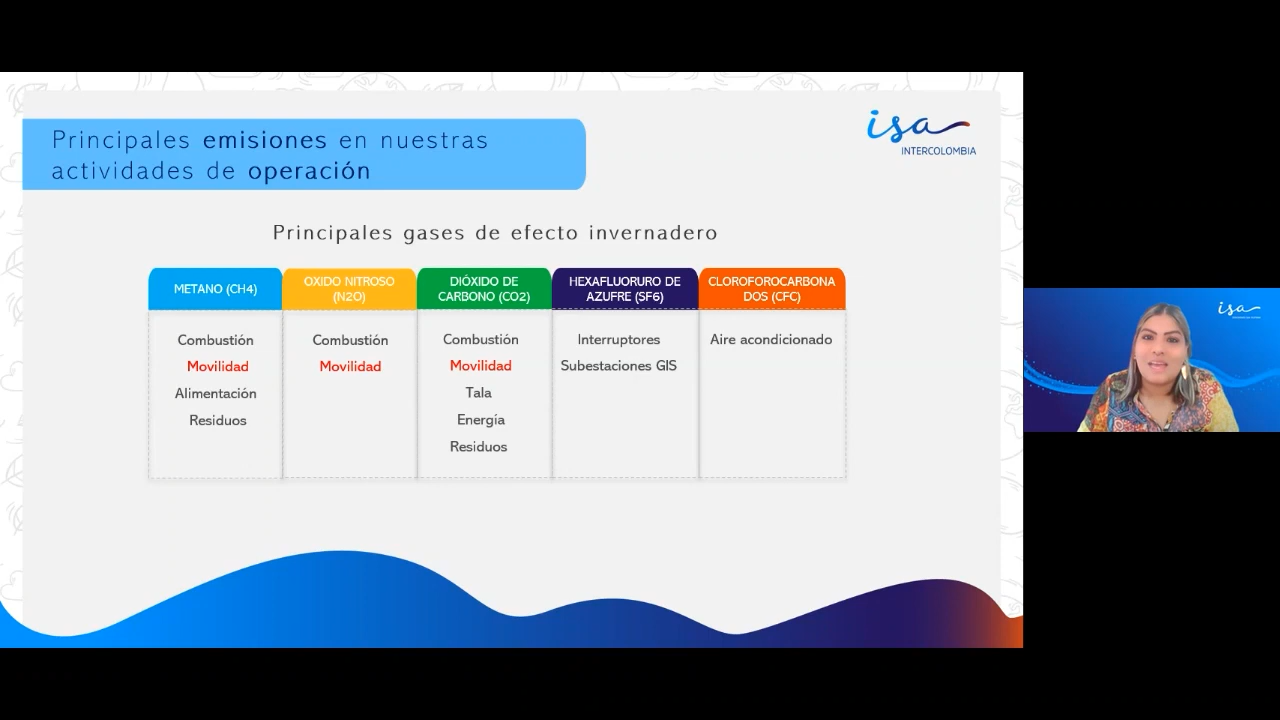 Principales emisiones en nuestras
actividades de operación
isa
INTERCOLOMBIA
Principales gases de efecto invernadero
METANO (CH4)
Combustión
Movilidad
Alimentación
Residuos
OXIDO NITROSO
(N2O)
Combustión
Movilidad
DIÓXIDO DE
CARBONO (CO2)
Combustión
Movilidad
Tala
Energía
Residuos
HEXAFLUORURO DE
AZUFRE (SF6)
Interruptores
Subestaciones GIS
CLOROFOROCARBONA
DOS (CFC)
Aire acondicionado
isa